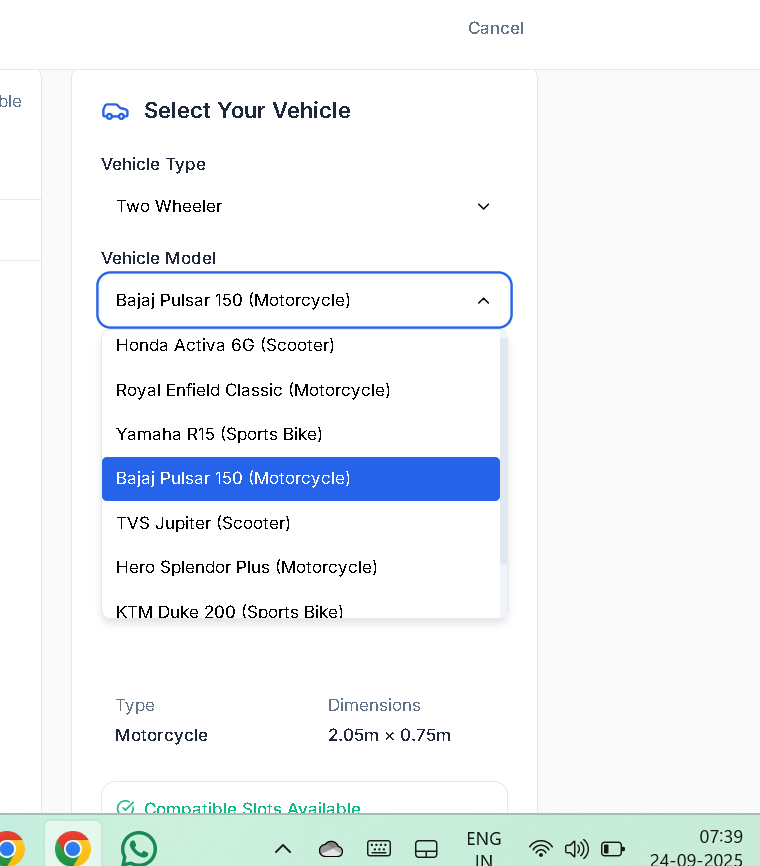 Cancel
ble
Select Your Vehicle
Vehicle Type
Two Wheeler
Vehicle Model
Bajaj Pulsar 150 (Motorcycle)
Honda Activa 6G (Scooter)
Royal Enfield Classic (Motorcycle)
Yamaha R15 (Sports Bike)
Bajaj Pulsar 150 (Motorcycle)
TVS Jupiter (Scooter)
Hero Splendor Plus (Motorcycle)
KTM Duke 200 (Sports Bike)
Type
Dimensions
Motorcycle
2.05m × 0.75m
Compatible Slots Available
ENG
IN
07:39
24-09-2025